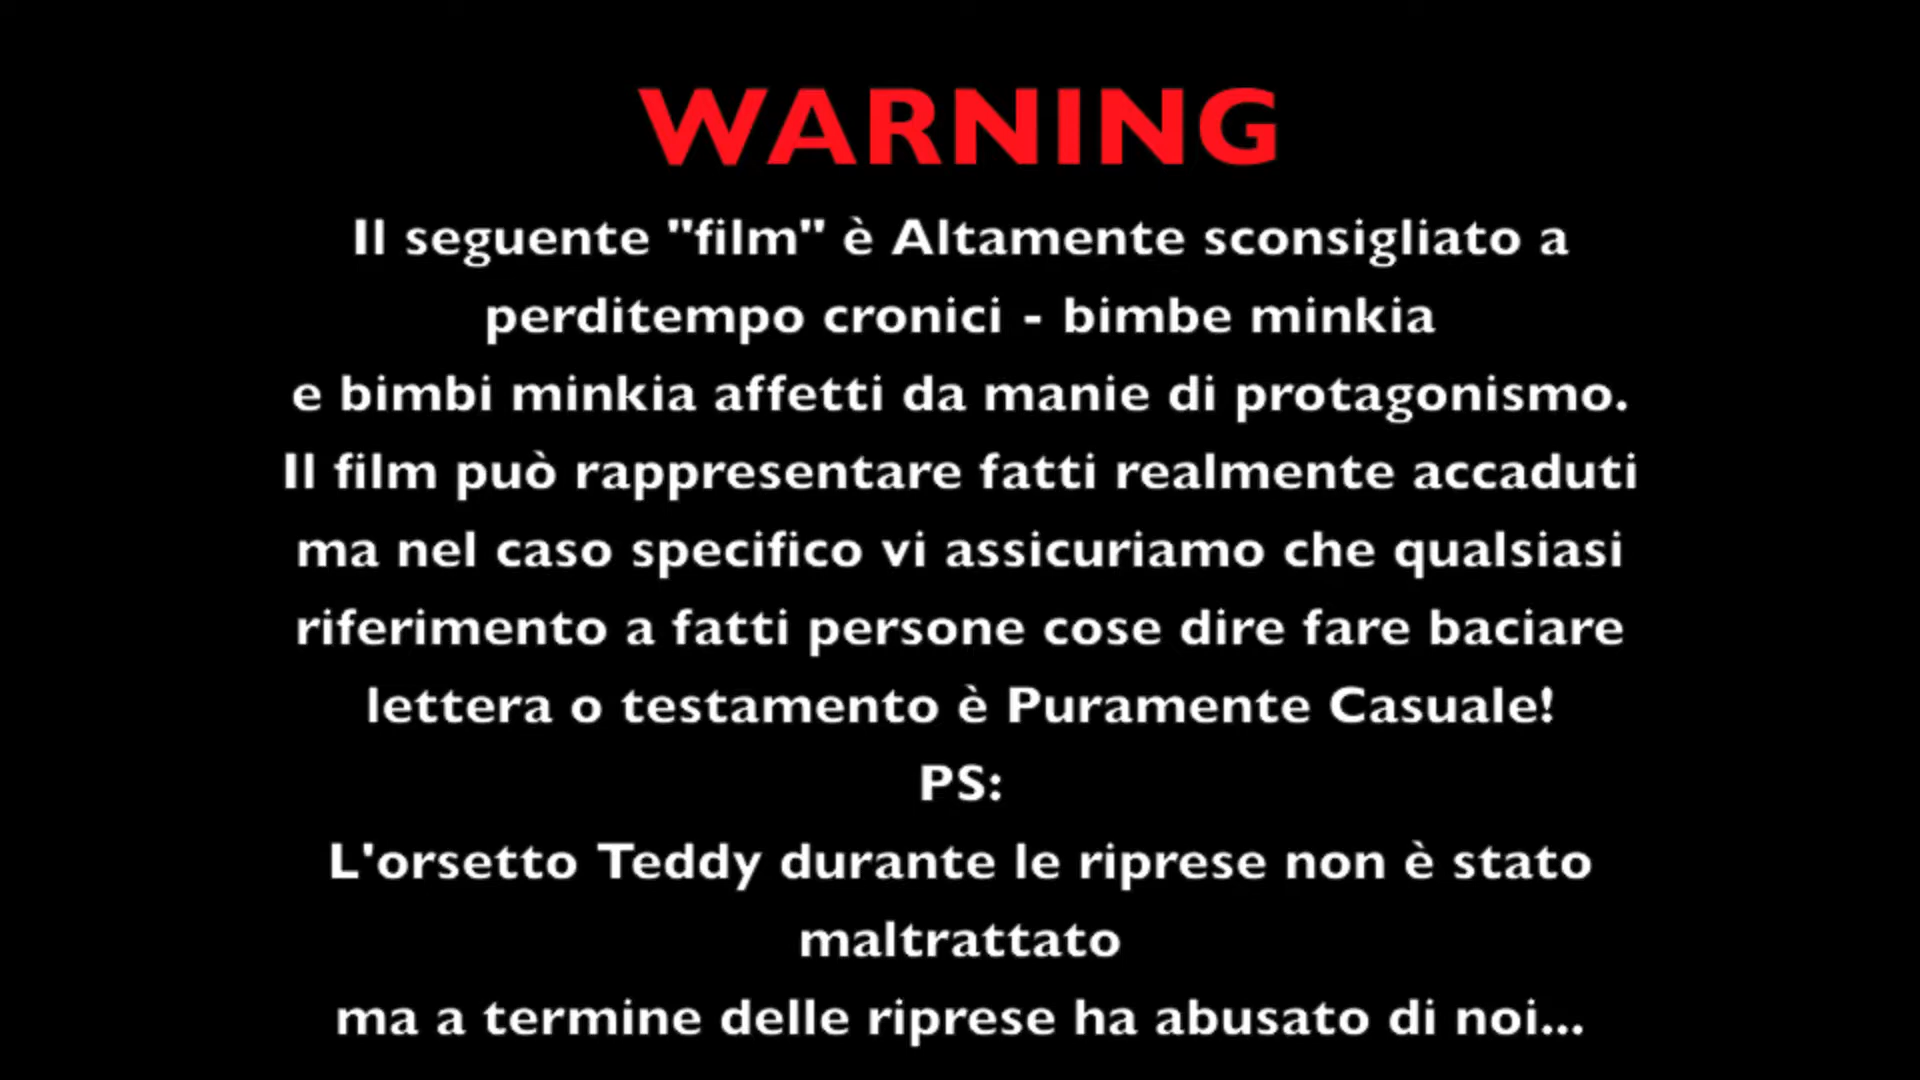 WARNING
Il seguente "film" è Altamente sconsigliato a
perditempo cronici - bimbe minkia
e bimbi minkia affetti da manie di protagonismo.
Il film può rappresentare fatti realmente accaduti
ma nel caso specifico vi assicuriamo che qualsiasi
riferimento a fatti persone cose dire fare baciare
lettera o testamento è Puramente Casuale!
PS:
L'orsetto Teddy durante le riprese non è stato
maltrattato
ma a termine delle riprese ha abusato di noi...